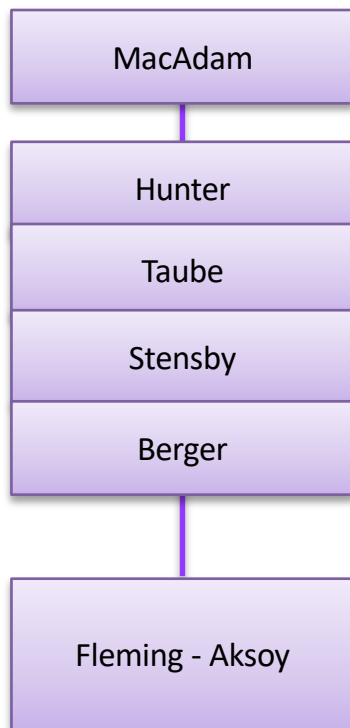 MacAdam
Hunter
Taube
Stensby
Berger
Fleming - Aksoy